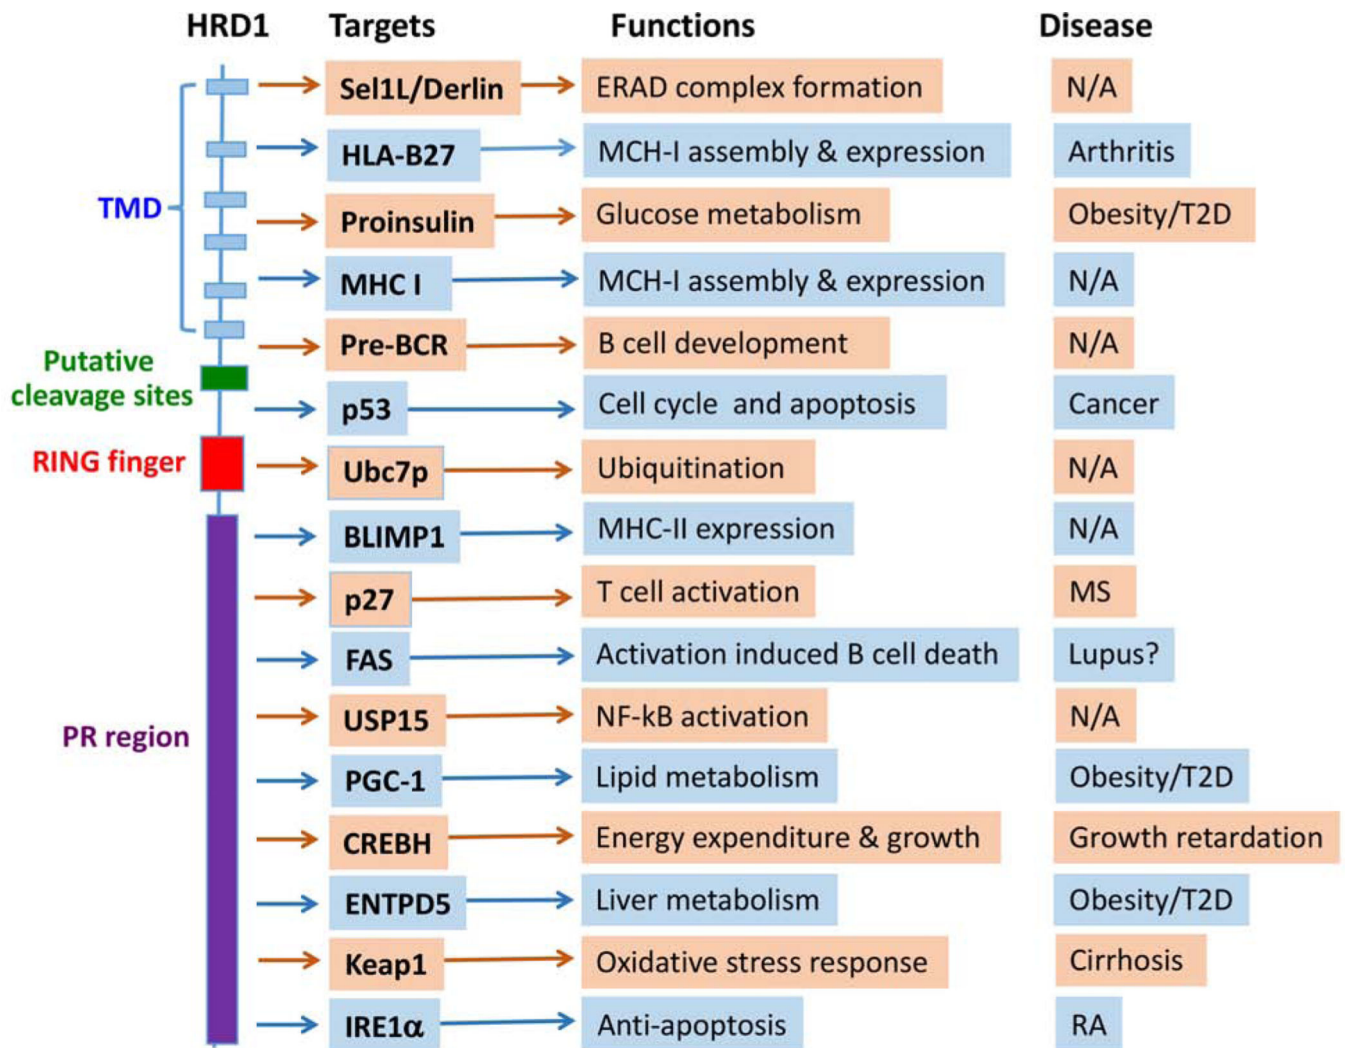 HRD1 Targets Functions Disease
Sel1L/Derlin ERAD complex formation N/A
HLA-B27 MCH-I assembly & expression Arthritis
TMD
Proinsulin Glucose metabolism Obesity/T2D
MHC I MCH-I assembly & expression N/A
Pre-BCR B cell development N/A
Putative
cleavage sites
p53 Cell cycle and apoptosis Cancer
RING finger
Ubc7p Ubiquitination N/A
BLIMP1 MHC-II expression N/A
p27 T cell activation MS
FAS Activation induced B cell death Lupus?
USP15 NF-kB activation N/A
PR region
PGC-1 Lipid metabolism Obesity/T2D
CREBH Energy expenditure & growth Growth retardation
ENTPD5 Liver metabolism Obesity/T2D
Keap1 Oxidative stress response Cirrhosis
IRE1α Anti-apoptosis RA